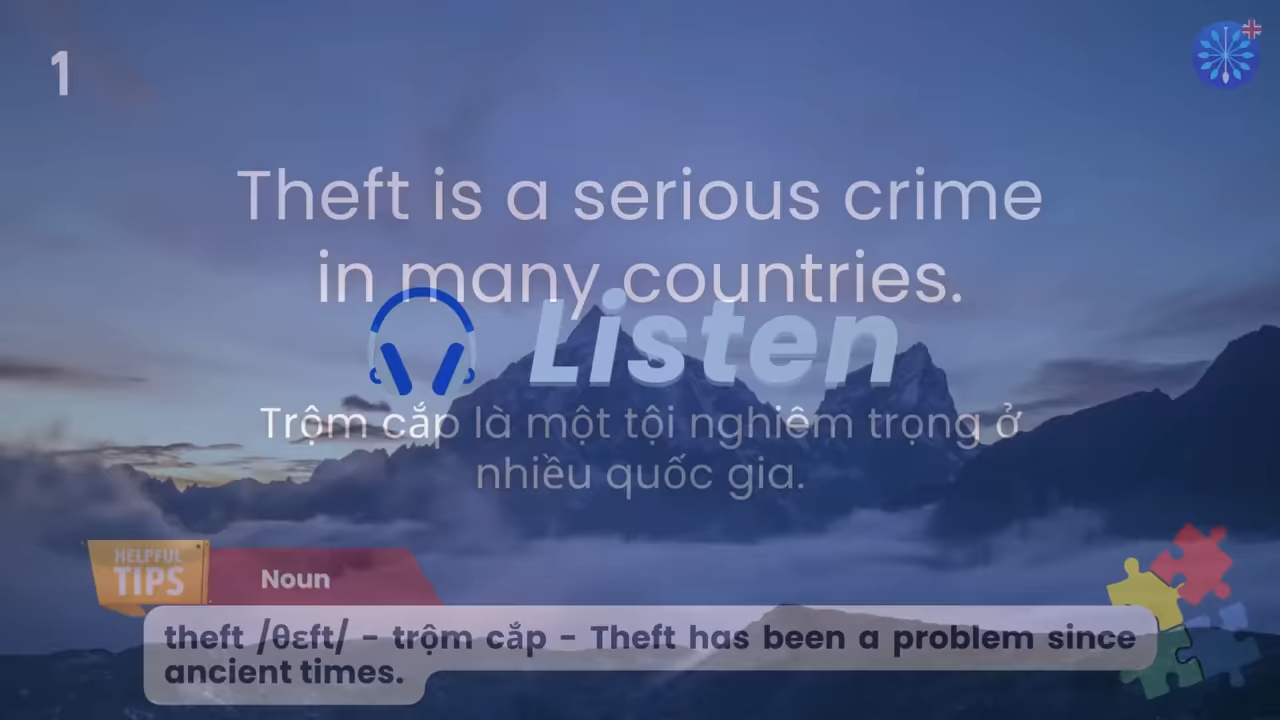 1
Theft is a serious crime
in many countries.
Listen
Trộm cắp là một tội nghiêm trọng ở
nhiều quốc gia.
HELPFUL
TIPS
Noun
theft /θɛft/ - trộm cắp - Theft has been a problem since
ancient times.